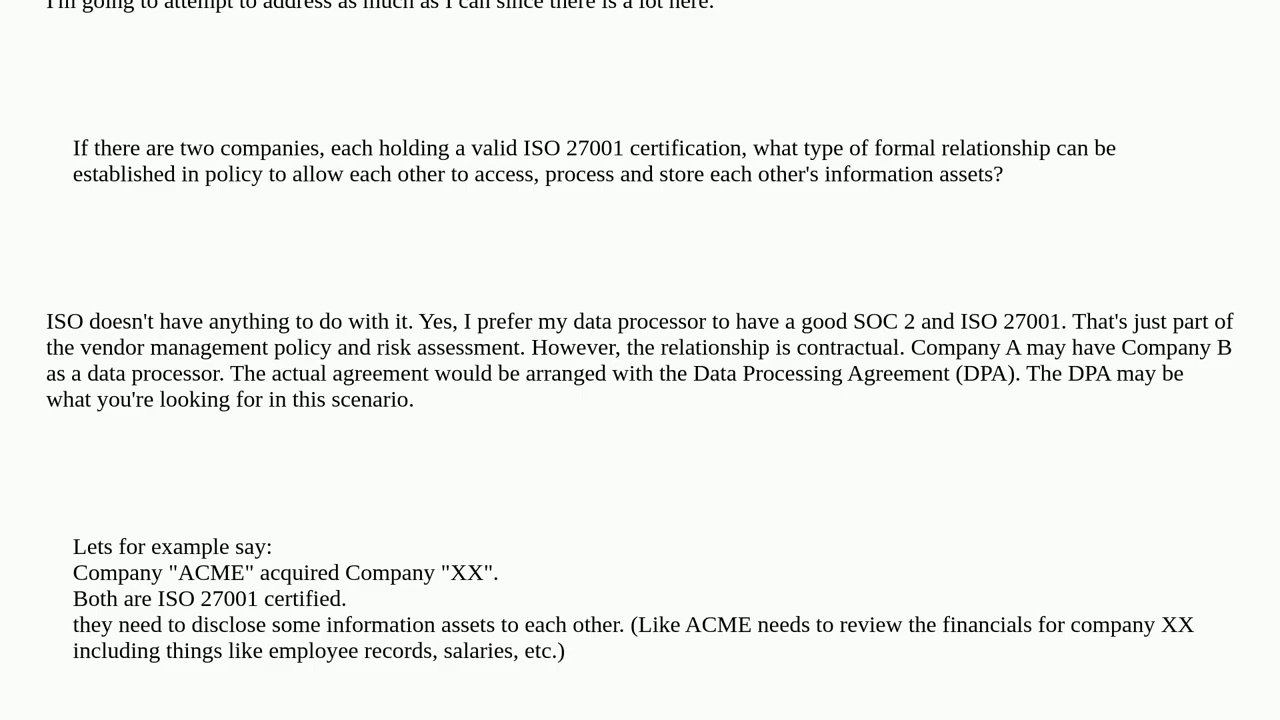 I'm going to attempt to address as much as I can since there is a lot here.
If there are two companies, each holding a valid ISO 27001 certification, what type of formal relationship can be
established in policy to allow each other to access, process and store each other's information assets?
ISO doesn't have anything to do with it. Yes, I prefer my data processor to have a good SOC 2 and ISO 27001. That's just part of
the vendor management policy and risk assessment. However, the relationship is contractual. Company A may have Company B
as a data processor. The actual agreement would be arranged with the Data Processing Agreement (DPA). The DPA may be
what you're looking for in this scenario.
Lets for example say:
Company "ACME" acquired Company "XX".
Both are ISO 27001 certified.
they need to disclose some information assets to each other. (Like ACME needs to review the financials for company XX
including things like employee records, salaries, etc.)